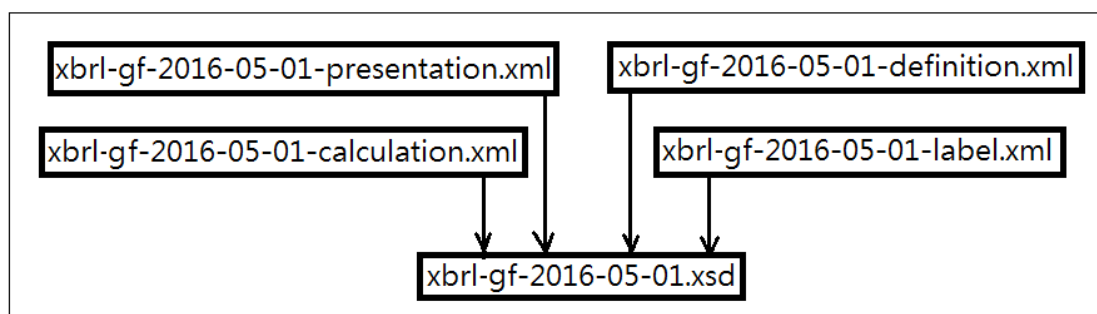 xbrl-gf-2016-05-01-presentation.xml
xbrl-gf-2016-05-01-definition.xml
xbrl-gf-2016-05-01-calculation.xml
xbrl-gf-2016-05-01-label.xml
xbrl-gf-2016-05-01.xsd